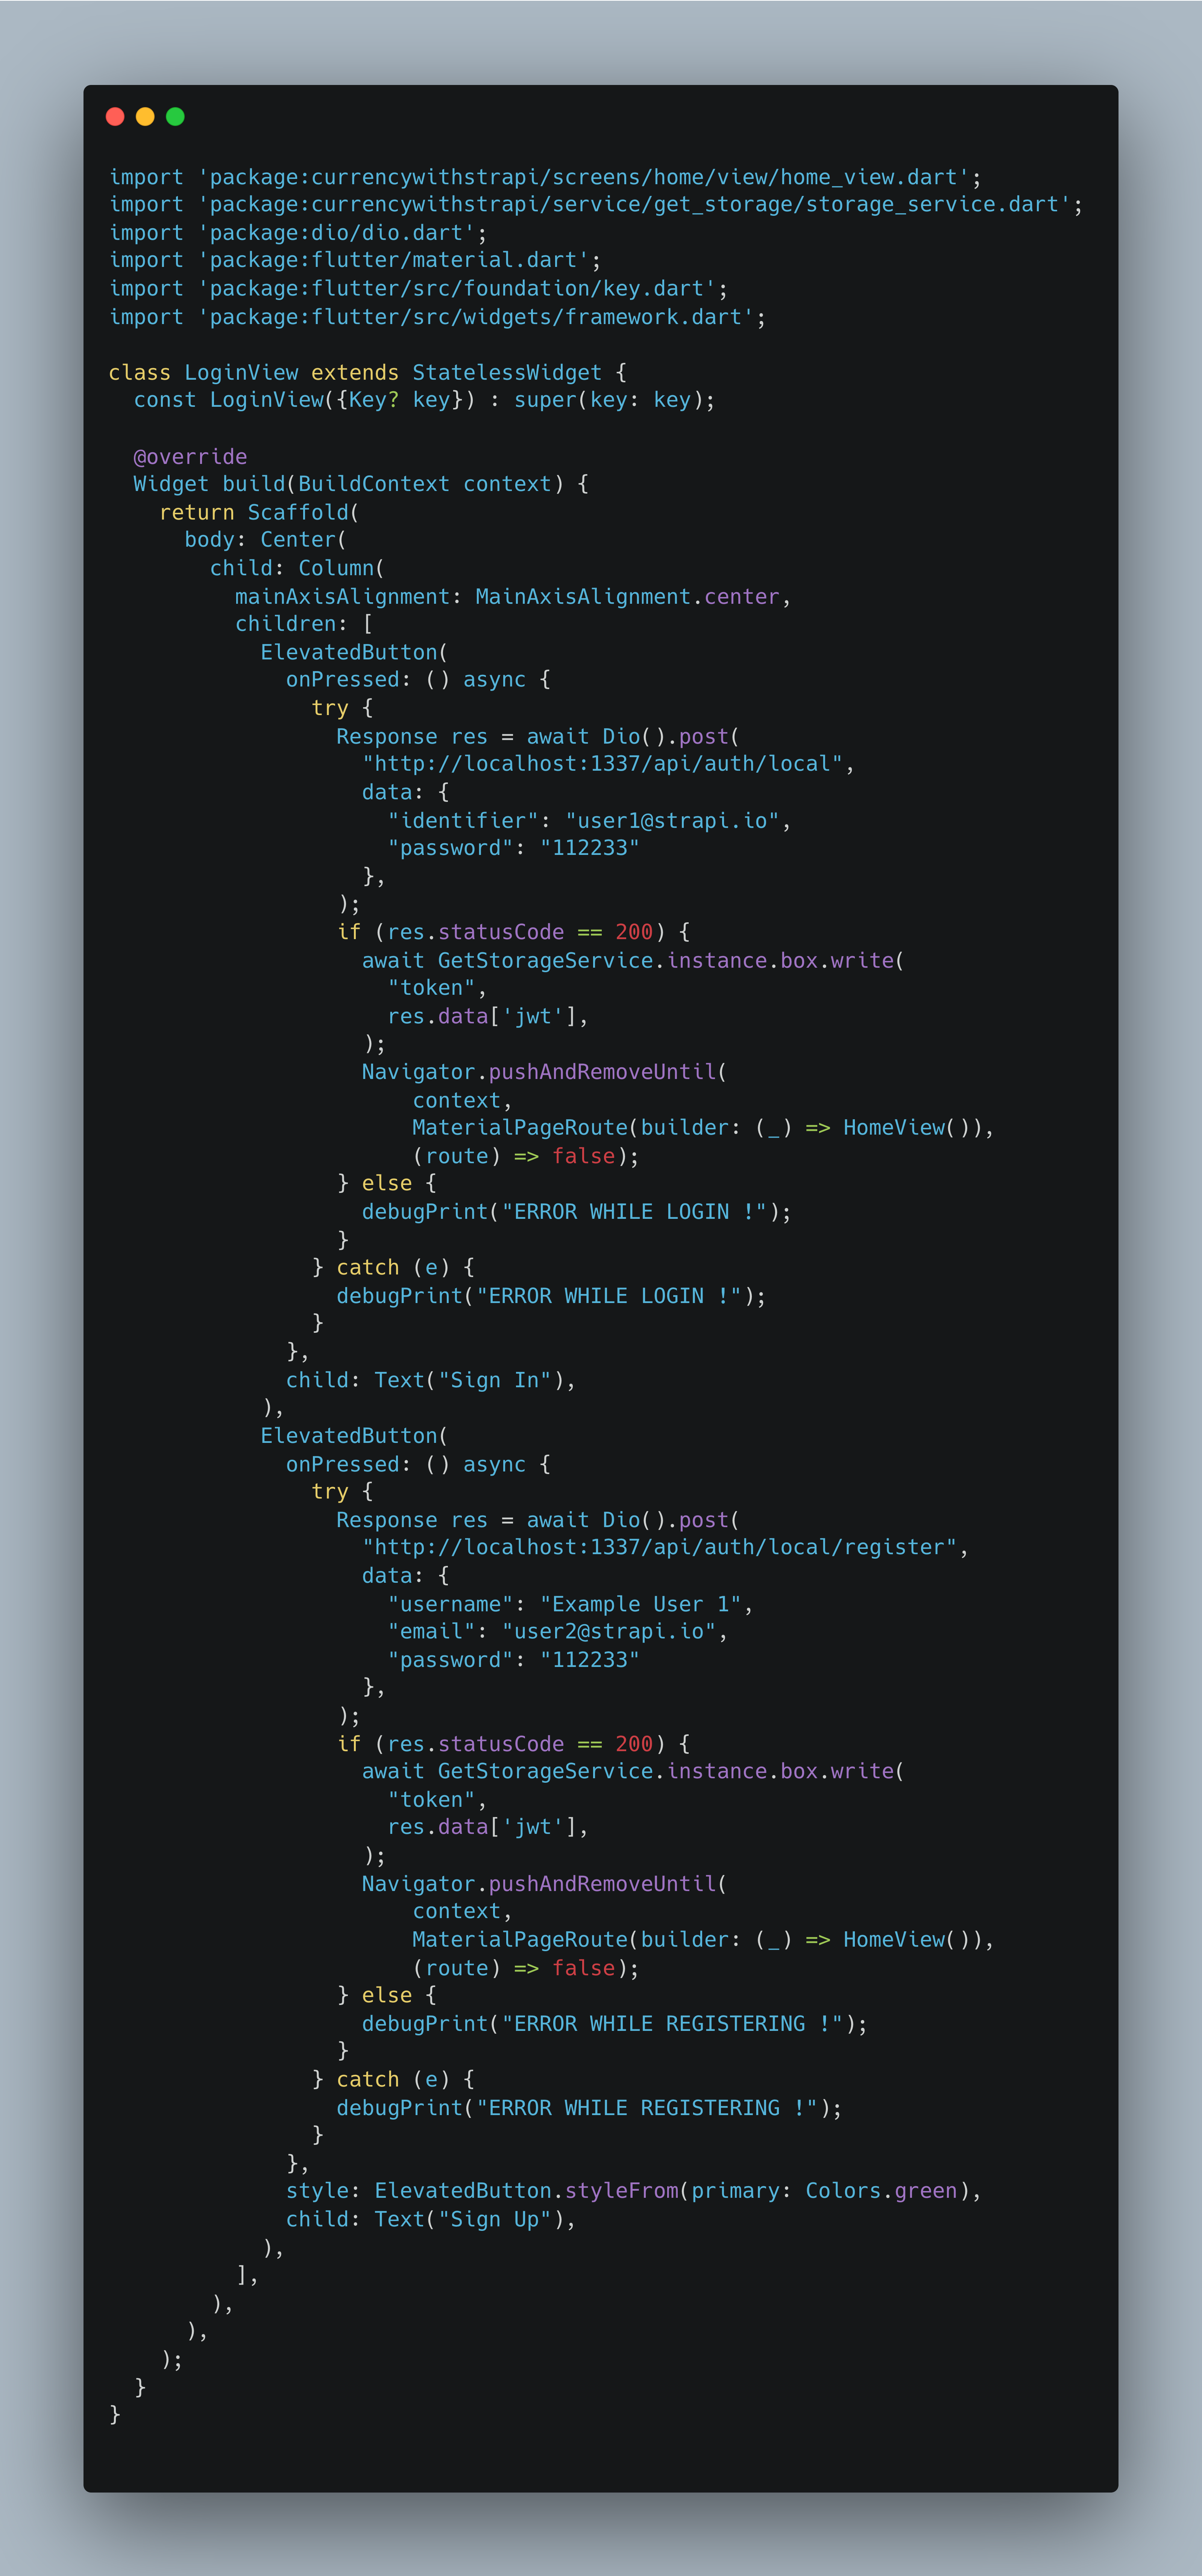 import 'package:currencywithstrapi/screens/home/view/home_view.dart';
import 'package:currencywithstrapi/service/get_storage/storage_service.dart';
import 'package:dio/dio.dart';
import 'package:flutter/material.dart';
import 'package:flutter/src/foundation/key.dart';
import 'package:flutter/src/widgets/framework.dart';

class LoginView extends StatelessWidget {
  const LoginView({Key? key}) : super(key: key);

  @override
  Widget build(BuildContext context) {
    return Scaffold(
      body: Center(
        child: Column(
          mainAxisAlignment: MainAxisAlignment.center,
          children: [
            ElevatedButton(
              onPressed: () async {
                try {
                  Response res = await Dio().post(
                    "http://localhost:1337/api/auth/local",
                    data: {
                      "identifier": "user1@strapi.io",
                      "password": "112233"
                    },
                  );
                  if (res.statusCode == 200) {
                    await GetStorageService.instance.box.write(
                      "token",
                      res.data['jwt'],
                    );
                    Navigator.pushAndRemoveUntil(
                        context,
                        MaterialPageRoute(builder: (_) => HomeView()),
                        (route) => false);
                  } else {
                    debugPrint("ERROR WHILE LOGIN !");
                  }
                } catch (e) {
                  debugPrint("ERROR WHILE LOGIN !");
                }
              },
              child: Text("Sign In"),
            ),
            ElevatedButton(
              onPressed: () async {
                try {
                  Response res = await Dio().post(
                    "http://localhost:1337/api/auth/local/register",
                    data: {
                      "username": "Example User 1",
                      "email": "user2@strapi.io",
                      "password": "112233"
                    },
                  );
                  if (res.statusCode == 200) {
                    await GetStorageService.instance.box.write(
                      "token",
                      res.data['jwt'],
                    );
                    Navigator.pushAndRemoveUntil(
                        context,
                        MaterialPageRoute(builder: (_) => HomeView()),
                        (route) => false);
                  } else {
                    debugPrint("ERROR WHILE REGISTERING !");
                  }
                } catch (e) {
                  debugPrint("ERROR WHILE REGISTERING !");
                }
              },
              style: ElevatedButton.styleFrom(primary: Colors.green),
              child: Text("Sign Up"),
            ),
          ],
        ),
      ),
    );
  }
}